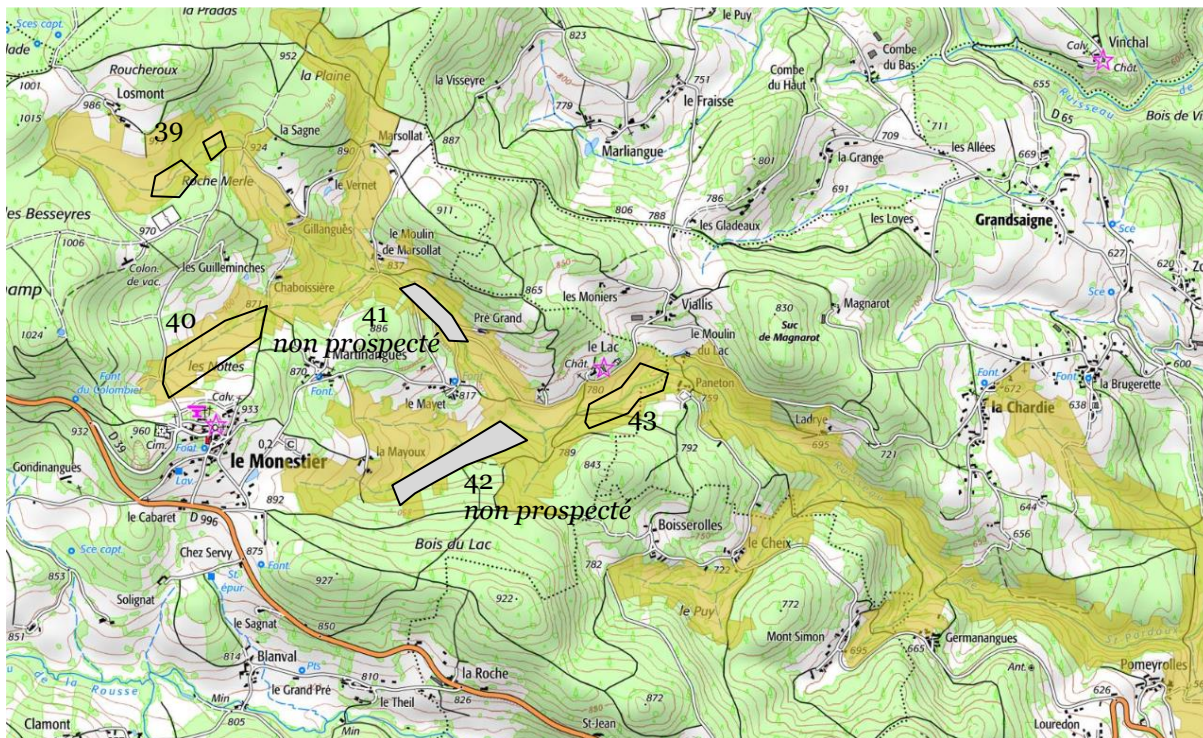 la Pradas
Sces capt.
Roucheroux
Losmont
986
1001
1015
952
la Plaine
la Visseyre
823
779
751
le Puy
le Fraisse
Marliangue
Combe du Haut
Combe du Bas
Calv.
Vinchal
Chât.
655
Ruisseau de
D 65
Bois de Vi
39
924
la Sagne
890
Marsollat
887
Roche Merle
le Vernet
911
801
709
711
la Grange
les Allées
669
691
786
806
788
les Gladeaux
les Loyes
Grandsaigne
Sce
627
620
les Besseyres
970
1006
Colon. de vac.
Gillangues
les Guilleminches
le Moulin de Marsollat
837
865
Chaboissière
871
1024
40
les Nottes
41
non prospecté
886
Pré Grand
les Moniers
Viallis
830
Suc de Magnarot
Magnarot
Sce
600
870
Martinangues
Font.
le Lac
Chât.
780
le Moulin du Lac
Paneton
759
Font du Colombier
Calv.
933
960
932
Cim.
D 39
Font.
le Monestier
0,2
C
Lav.
892
le Mayet
817
Font.
43
Ladrye
695
721
Font.
672
la Chardie
Font.
638
la Brugerette
Gondinangues
la Mayoux
789
843
792
42
non prospecté
le Cabaret
D 996
Sce capt.
Chez Servy
875
Font.
St. épur.
Bois du Lac
Boisserolles
782
722
le Cheix
644
656
853
Solignat
851
927
922
850
le Sagnat
le Puy
772
Mont Simon
695
665
Germanangues
814
Blanval
Pts
810
la Roche
le Grand Pré
le Theil
826
de la Rousse
Min
805
Min
Clamont
St-Jean
872
Ant.
Pomeyrolles
626
Louredon